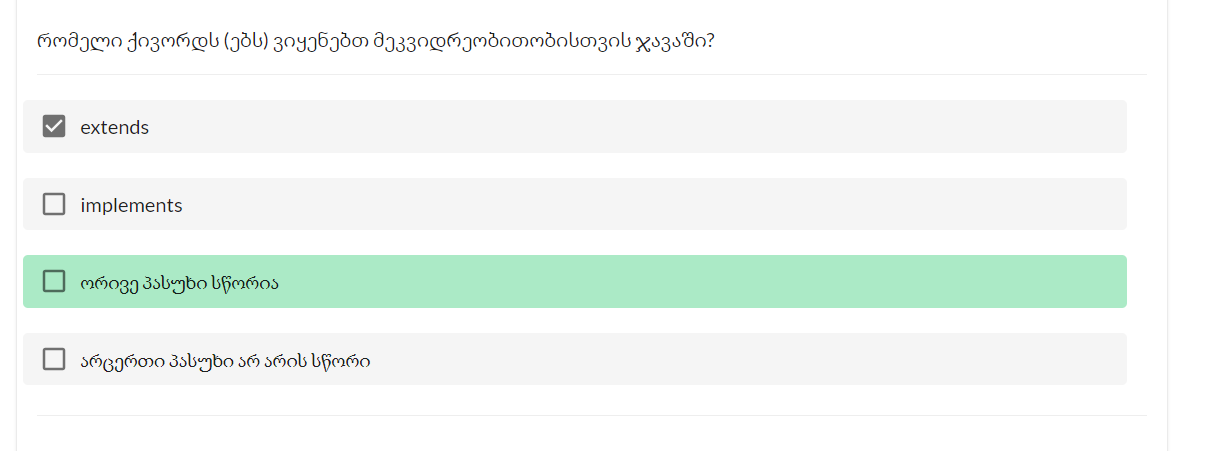 რომელი ქივორდს (ებს) ვიყენებთ მეკვიდრეობითობისთვის ჯავაში?
extends
implements
ორივე პასუხი სწორია
არცერთი პასუხი არ არის სწორი